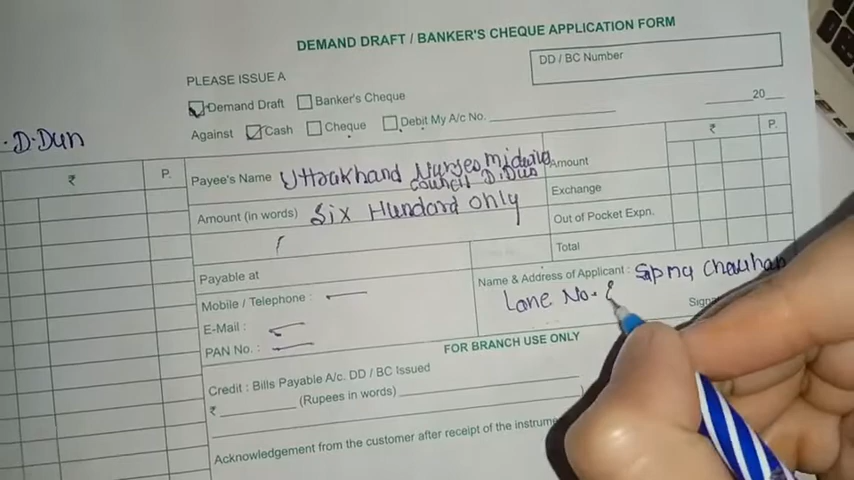 DEMAND DRAFT / BANKER'S CHEQUE APPLICATION FORM
PLEASE ISSUE A
DD / BC Number
Demand Draft Banker's Cheque
Against Cash Cheque Debit My A/c No.
20
D.Dun
₹ P.
Payee's Name Uttrakhand Nurses midwife
Council D.Dun
Amount ₹ P.
Amount (in words) Six Hundord only
Exchange
Out of Pocket Expn.
Total
Payable at
Name & Address of Applicant : Sapna Chauhan
Lane No.
Mobile / Telephone :
E-Mail :
PAN No. :
FOR BRANCH USE ONLY
Credit : Bills Payable A/c. DD / BC Issued
₹ (Rupees in words)
Acknowledgement from the customer after receipt of the